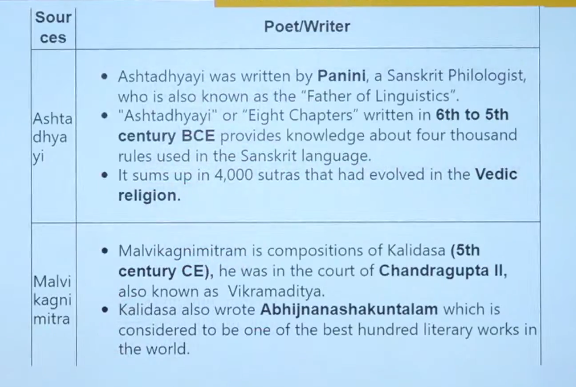 Sour
ces
Poet/Writer
Ashta
dhya
yi
• Ashtadhyayi was written by Panini, a Sanskrit Philologist,
who is also known as the “Father of Linguistics”.
• "Ashtadhyayi" or “Eight Chapters” written in 6th to 5th
century BCE provides knowledge about four thousand
rules used in the Sanskrit language.
• It sums up in 4,000 sutras that had evolved in the Vedic
religion.
Malvi
kagni
mitra
• Malvikagnimitram is compositions of Kalidasa (5th
century CE), he was in the court of Chandragupta II,
also known as Vikramaditya.
• Kalidasa also wrote Abhijnanashakuntalam which is
considered to be one of the best hundred literary works in
the world.